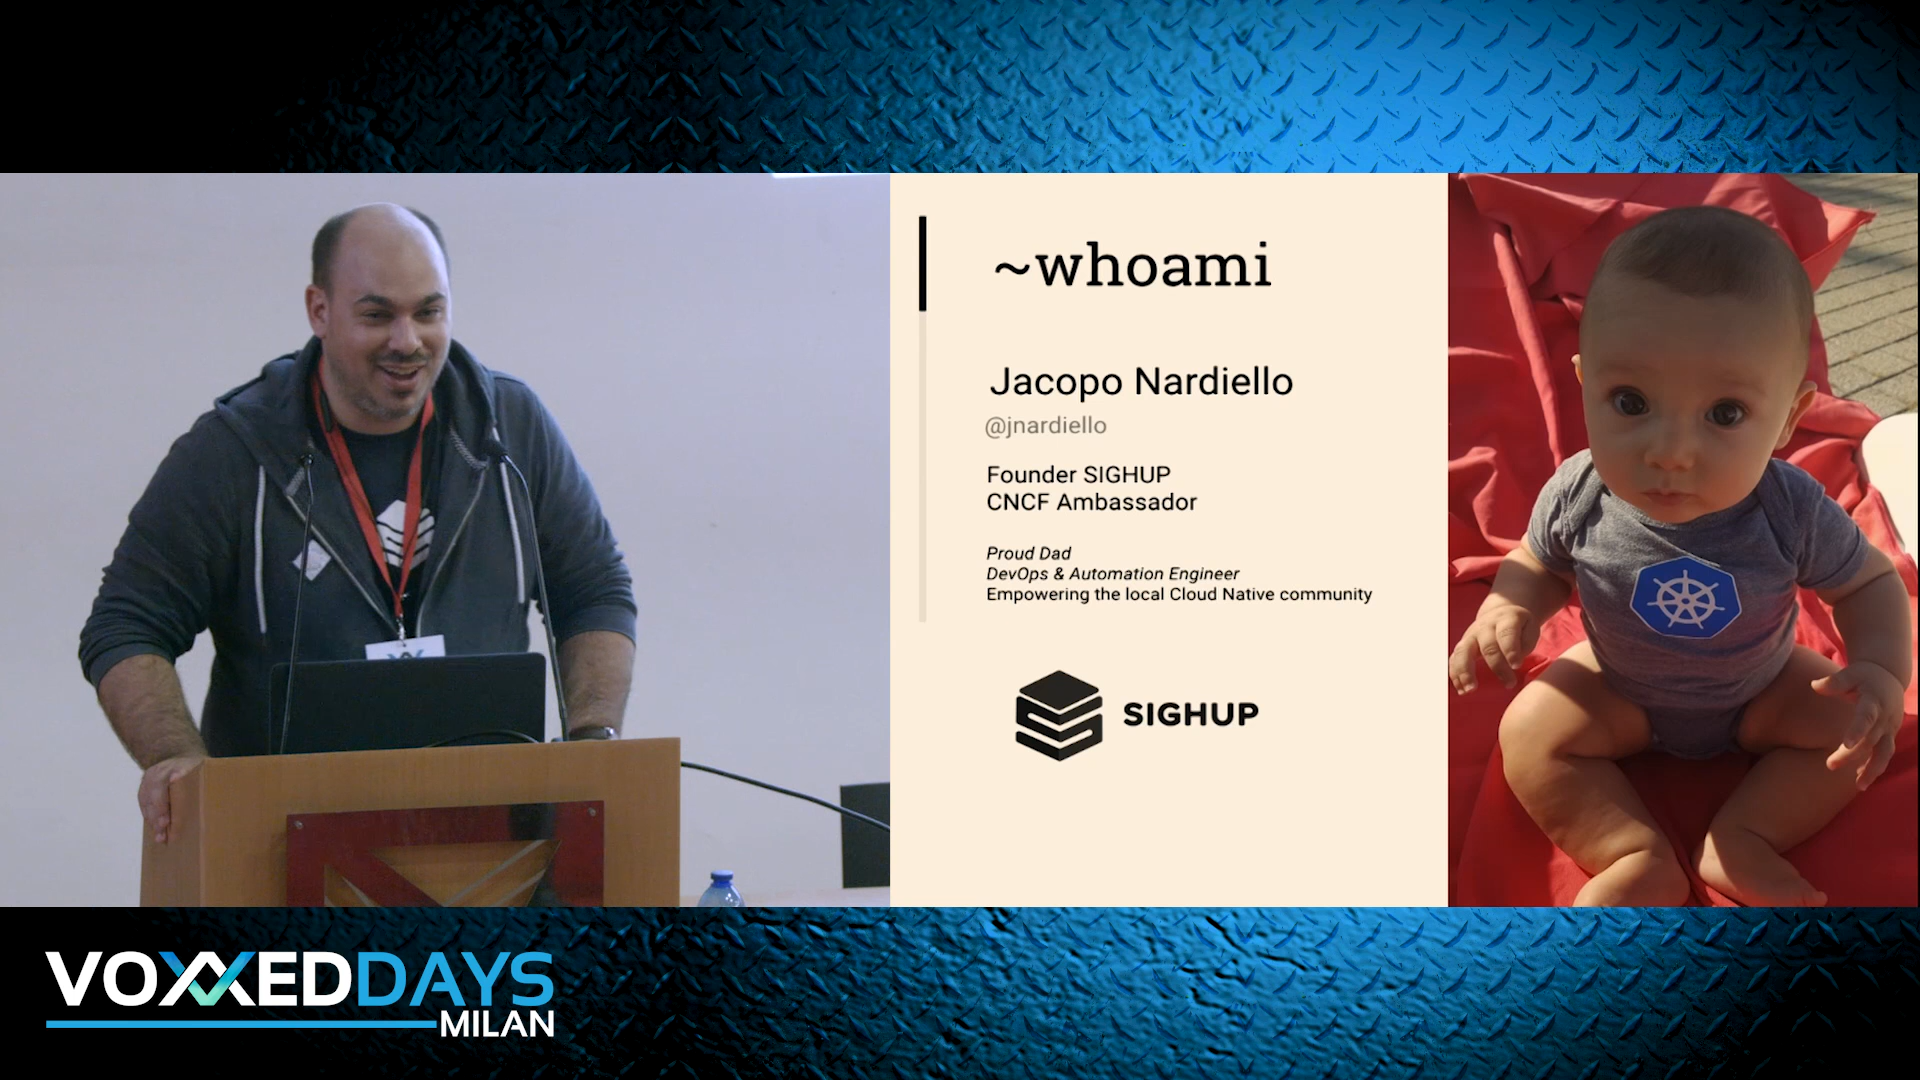 ~whoami
Jacopo Nardiello
@jnardiello
Founder SIGHUP
CNCF Ambassador
Proud Dad
DevOps & Automation Engineer
Empowering the local Cloud Native community
SIGHUP
VOXXEDDAYS
MILAN